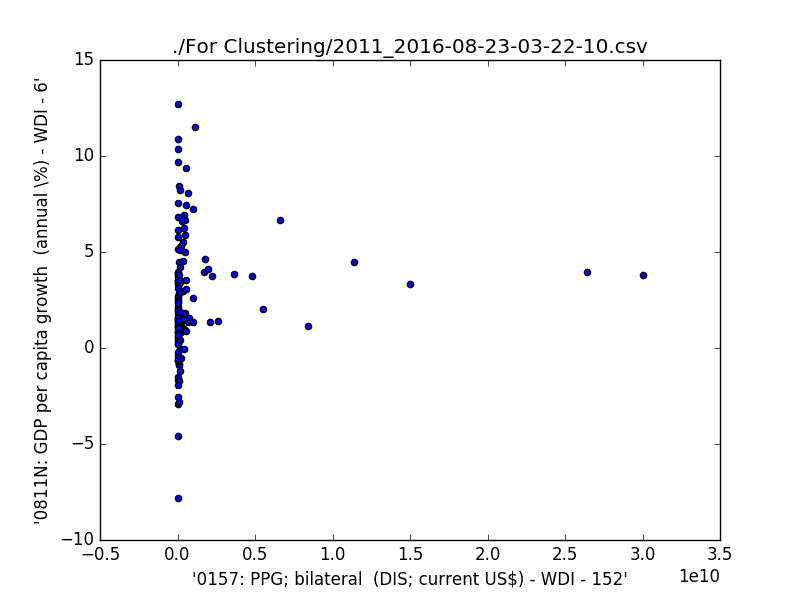 ./For Clustering/2011_2016-08-23-03-22-10.csv
15
10
5
0
−5
−10
'0811N: GDP per capita growth  (annual \%) - WDI - 6'
−0.5 0.0 0.5 1.0 1.5 2.0 2.5 3.0 3.5
1e10
'0157: PPG; bilateral  (DIS; current US$) - WDI - 152'